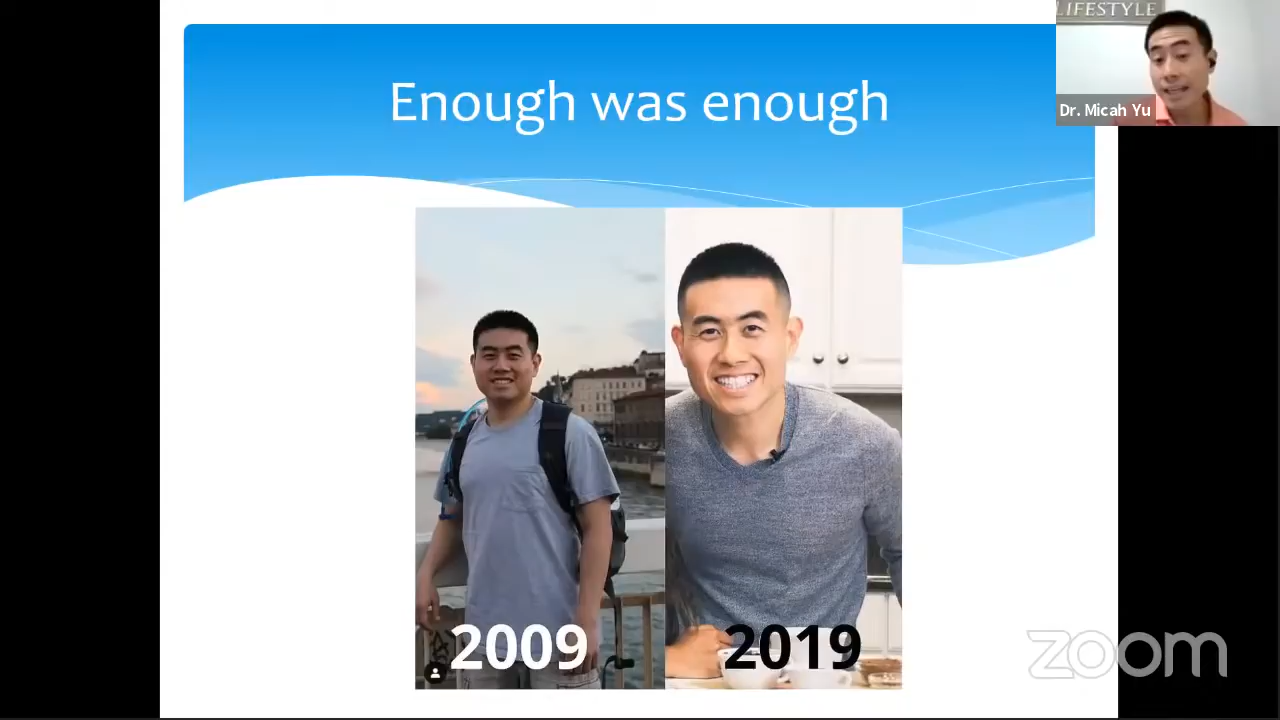 LIFESTYLE
Dr. Micah Yu
Enough was enough
2009
2019
zoom